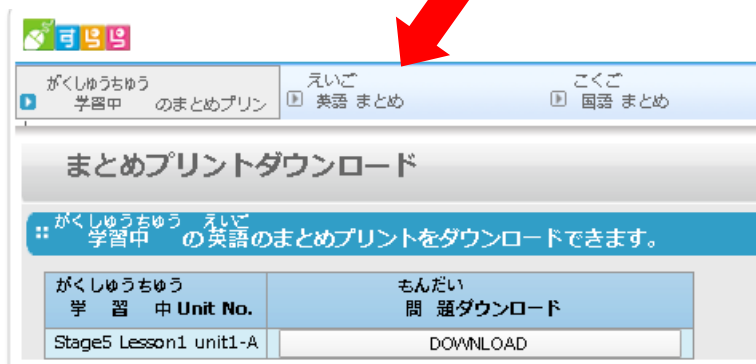 すらら
がくしゅうちゅう えいご こくご
学習中 のまとめプリン 英語 まとめ 国語 まとめ
まとめプリントダウンロード
がくしゅうちゅう えいご
学習中 の英語のまとめプリントをダウンロードできます。
がくしゅうちゅう もんだい
学 習 中 Unit No. 問 題ダウンロード
Stage5 Lesson1 unit1-A DOWNLOAD